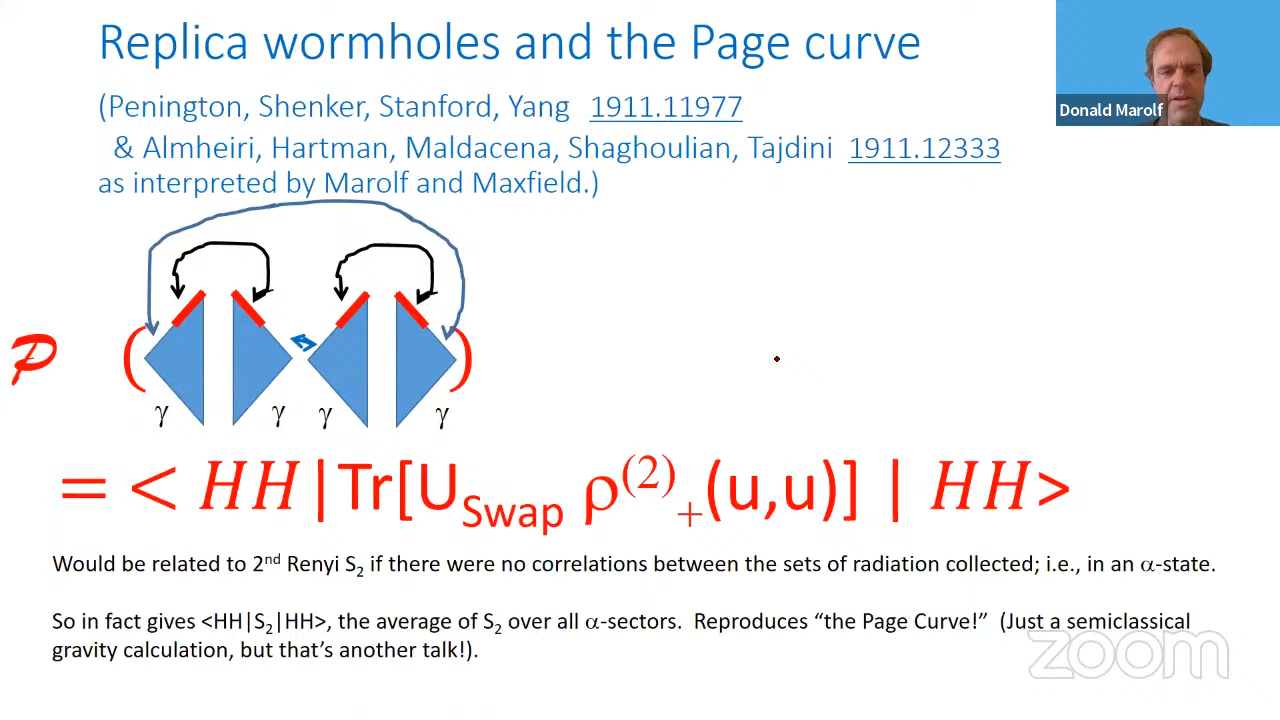 Replica wormholes and the Page curve
(Penington, Shenker, Stanford, Yang 1911.11977
& Almheiri, Hartman, Maldacena, Shaghoulian, Tajdini 1911.12333
as interpreted by Marolf and Maxfield.)
Donald Marolf
𝒫 ( )
γ γ γ γ
= < HH|Tr[U_Swap ρ⁽²⁾₊(u,u)] | HH>
Would be related to 2nd Renyi S₂ if there were no correlations between the sets of radiation collected; i.e., in an α-state.
So in fact gives <HH|S₂|HH>, the average of S₂ over all α-sectors. Reproduces “the Page Curve!” (Just a semiclassical
gravity calculation, but that’s another talk!).
zoom